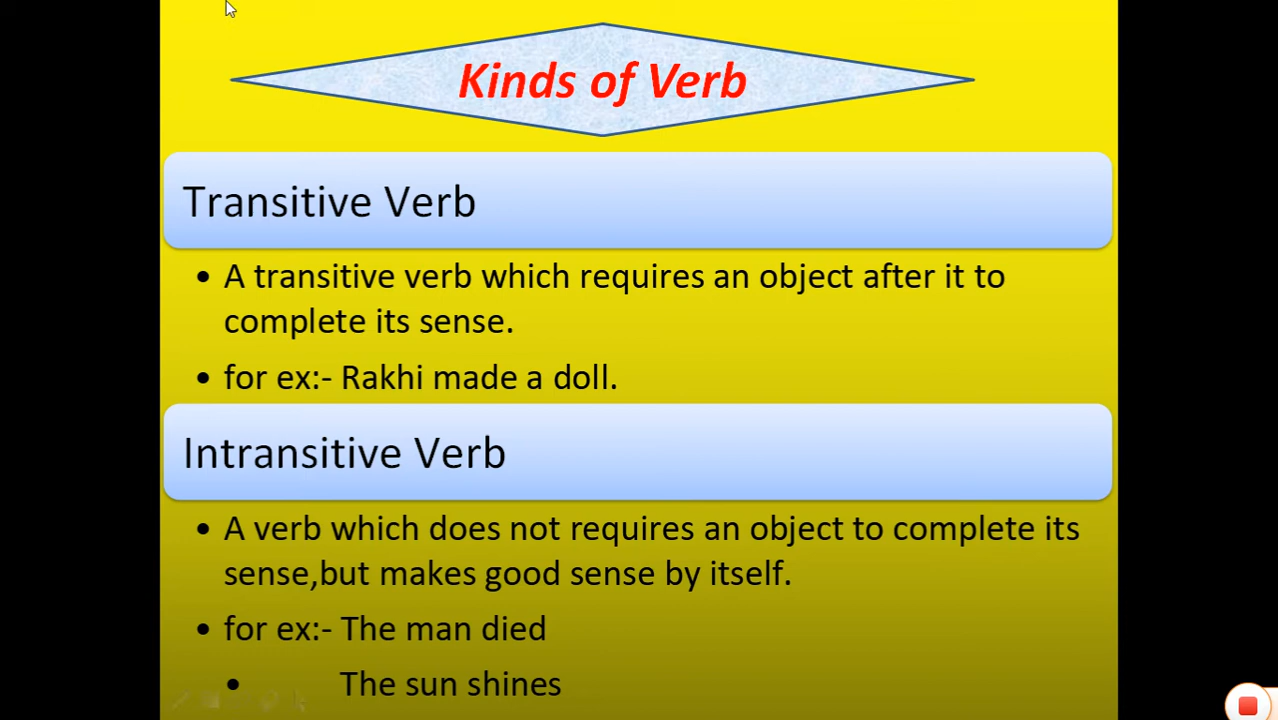 Kinds of Verb
Transitive Verb
• A transitive verb which requires an object after it to
complete its sense.
• for ex:- Rakhi made a doll.
Intransitive Verb
• A verb which does not requires an object to complete its
sense,but makes good sense by itself.
• for ex:- The man died
• The sun shines